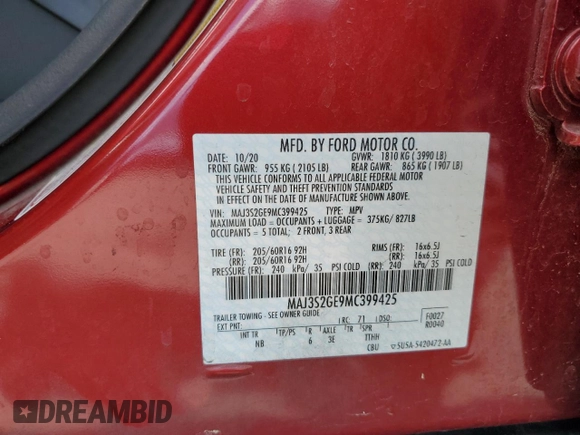 MFD. BY FORD MOTOR CO.
DATE: 10/20 GVWR: 1810 KG ( 3990 LB)
FRONT GAWR: 955 KG ( 2105 LB) REAR GAWR: 865 KG ( 1907 LB)
THIS VEHICLE CONFORMS TO ALL APPLICABLE FEDERAL MOTOR
VEHICLE SAFETY AND THEFT PREVENTION STANDARDS
IN EFFECT ON THE DATE OF MANUFACTURE SHOWN ABOVE.
VIN: MAJ3S2GE9MC399425 TYPE: MPV
MAXIMUM LOAD = OCCUPANTS + LUGGAGE = 375KG/ 827LB
OCCUPANTS = 5 TOTAL; 2 FRONT, 3 REAR
TIRE (FR): 205/60R16 92H RIMS (FR): 16x6.5J
(RR): 205/60R16 92H (RR): 16x6.5J
PRESSURE (FR): 240 kPa/ 35 PSI COLD (RR): 240 kPa/ 35 PSI COLD
MAJ3S2GE9MC399425
TRAILER TOWING - SEE OWNER GUIDE
EXT PNT: RC: 71 DSO: F0027
R0040
INT TR TP/PS R AXLE TR SPR
NB 6 3E TTHH
CBU 5U5A-5420472-AA
DREAMBID